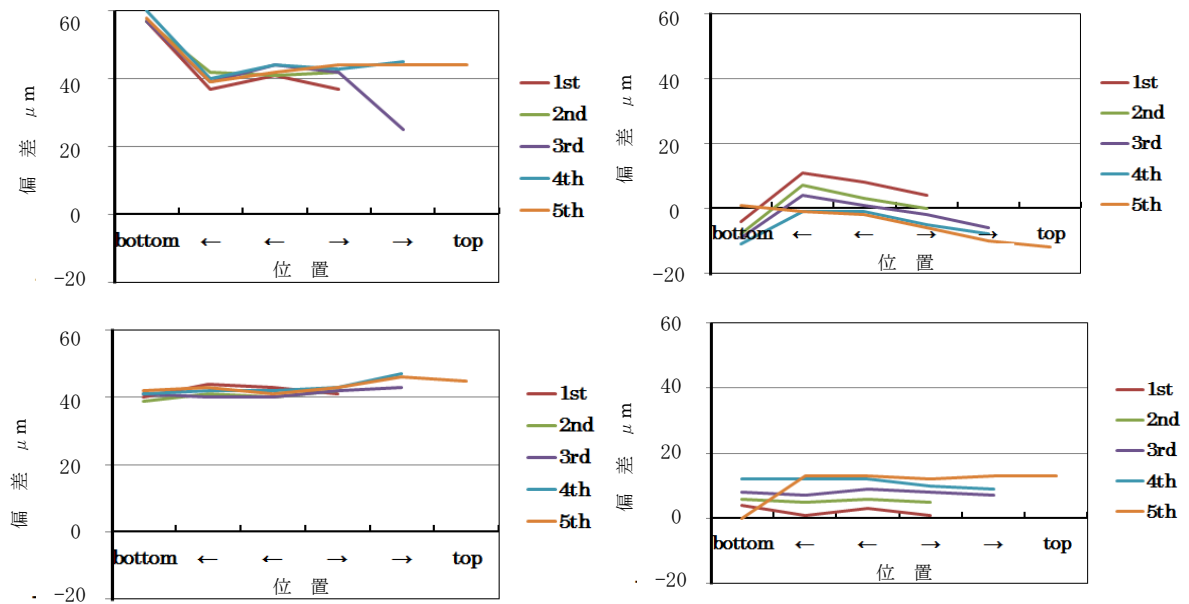 60
40
20
0
-20
偏 差 μm
bottom ← ← → → top
位 置
1st
2nd
3rd
4th
5th
60
40
20
0
-20
偏 差 μm
bottom ← ← → → top
位 置
1st
2nd
3rd
4th
5th
60
40
20
0
-20
偏 差 μm
bottom ← ← → → top
位 置
1st
2nd
3rd
4th
5th
60
40
20
0
-20
偏 差 μm
bottom ← ← → → top
位 置
1st
2nd
3rd
4th
5th